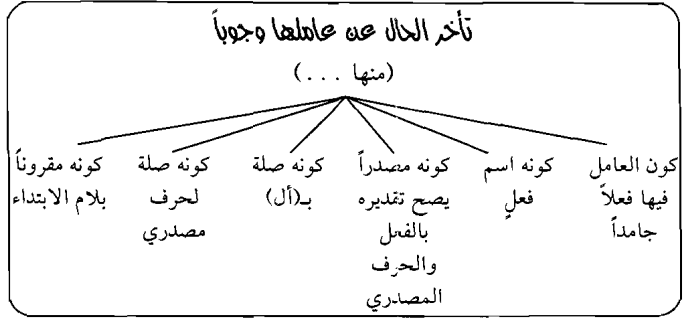 تأخر الحال عن عاملها وجوباً
(منها . . .)
كون العامل
فيها فعلاً
جامداً
كونه اسم
فعلٍ
كونه مصدراً
يصح تقديره
بالفعل
والحرف
المصدري
كونه صلة
بـ(أل)
كونه صلة
لحرف
مصدري
كونه مقروناً
بلام الابتداء